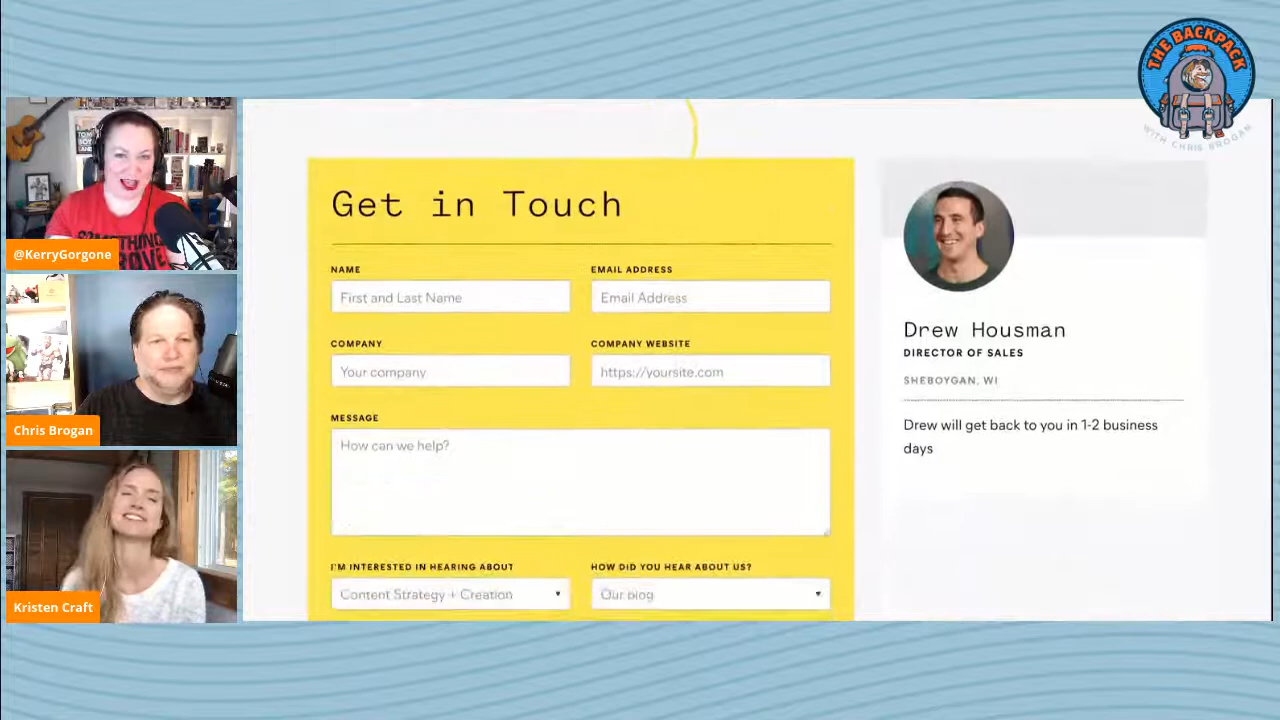 THE BACKPACK
WITH CHRIS BROGAN
@KerryGorgone
Chris Brogan
Kristen Craft
Get in Touch
NAME
First and Last Name
EMAIL ADDRESS
Email Address
COMPANY
Your company
COMPANY WEBSITE
https://yoursite.com
MESSAGE
How can we help?
I'M INTERESTED IN HEARING ABOUT
Content Strategy + Creation
HOW DID YOU HEAR ABOUT US?
Our blog
Drew Housman
DIRECTOR OF SALES
SHEBOYGAN, WI
Drew will get back to you in 1-2 business
days